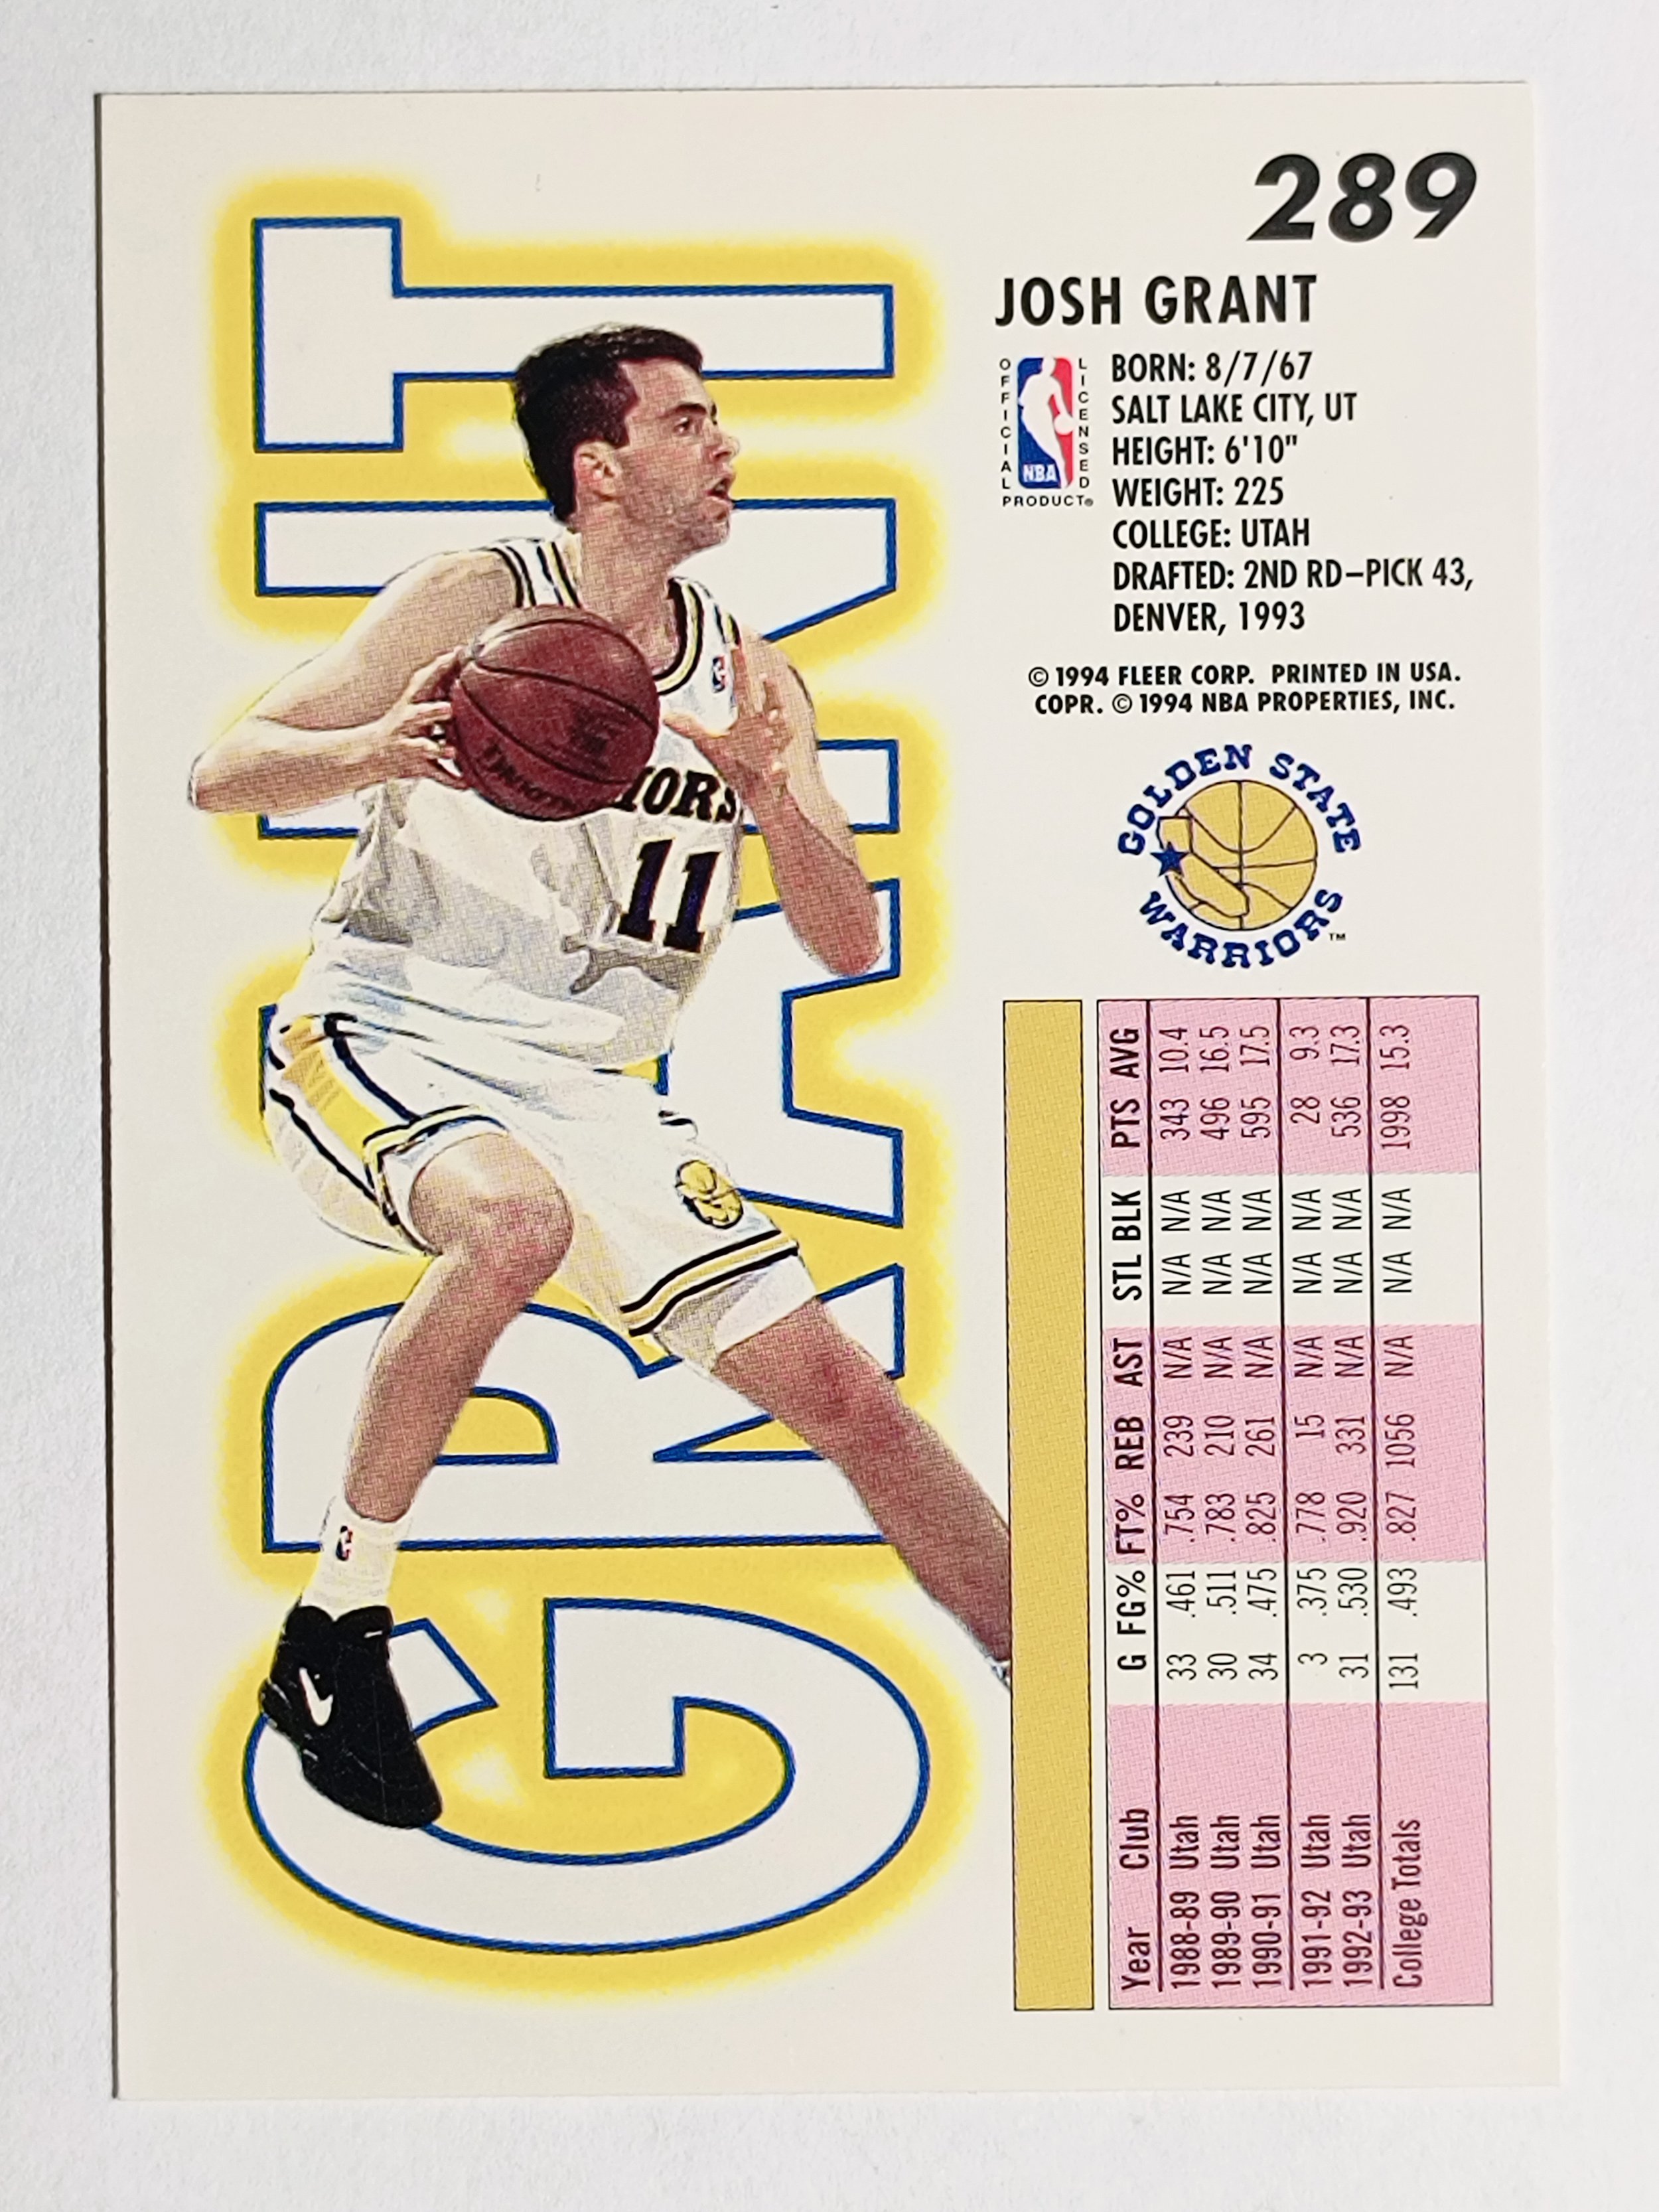 289
JOSH GRANT
OFFICIAL LICENSED
NBA
PRODUCT®
BORN: 8/7/67
SALT LAKE CITY, UT
HEIGHT: 6'10"
WEIGHT: 225
COLLEGE: UTAH
DRAFTED: 2ND RD–PICK 43,
DENVER, 1993
© 1994 FLEER CORP. PRINTED IN USA.
COPR. © 1994 NBA PROPERTIES, INC.
GOLDEN STATE
WARRIORS™
GRANT
IORS
11
Year Club G FG% FT% REB AST STL BLK PTS AVG
1988-89 Utah 33 .461 .754 239 N/A N/A N/A 343 10.4
1989-90 Utah 30 .511 .783 210 N/A N/A N/A 496 16.5
1990-91 Utah 34 .475 .825 261 N/A N/A N/A 595 17.5
1991-92 Utah 3 .375 .778 15 N/A N/A N/A 28 9.3
1992-93 Utah 31 .530 .920 331 N/A N/A N/A 536 17.3
College Totals 131 .493 .827 1056 N/A N/A N/A 1998 15.3